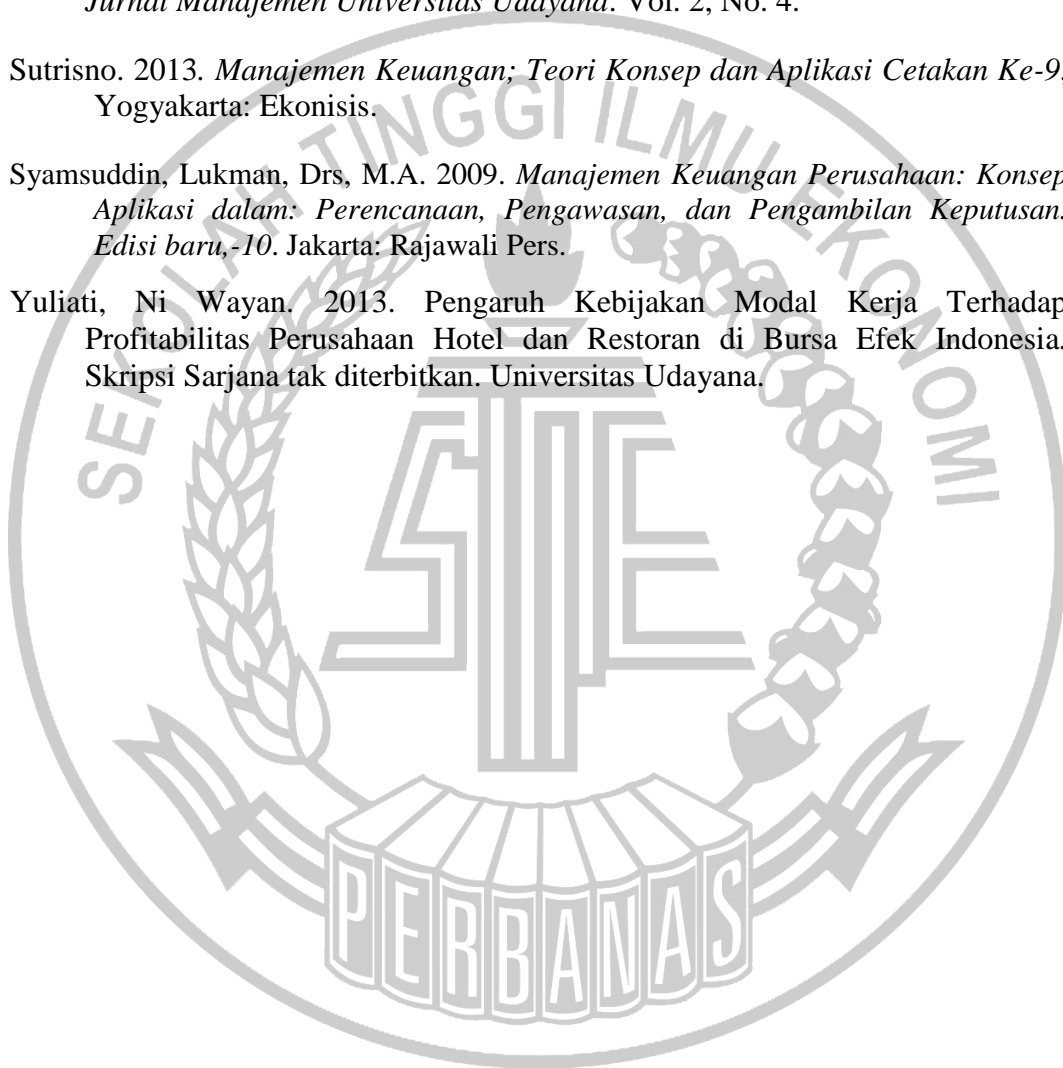 Jurnal Manajemen Universitas Udayana. Vol. 2, No. 4.
Sutrisno. 2013. Manajemen Keuangan; Teori Konsep dan Aplikasi Cetakan Ke-9,
Yogyakarta: Ekonisis.
Syamsuddin, Lukman, Drs, M.A. 2009. Manajemen Keuangan Perusahaan: Konsep
Aplikasi dalam: Perencanaan, Pengawasan, dan Pengambilan Keputusan.
Edisi baru,-10. Jakarta: Rajawali Pers.
Yuliati, Ni Wayan. 2013. Pengaruh Kebijakan Modal Kerja Terhadap
Profitabilitas Perusahaan Hotel dan Restoran di Bursa Efek Indonesia.
Skripsi Sarjana tak diterbitkan. Universitas Udayana.
SEKOLAH TINGGI ILMU EKONOMI
STIE
PERBANAS